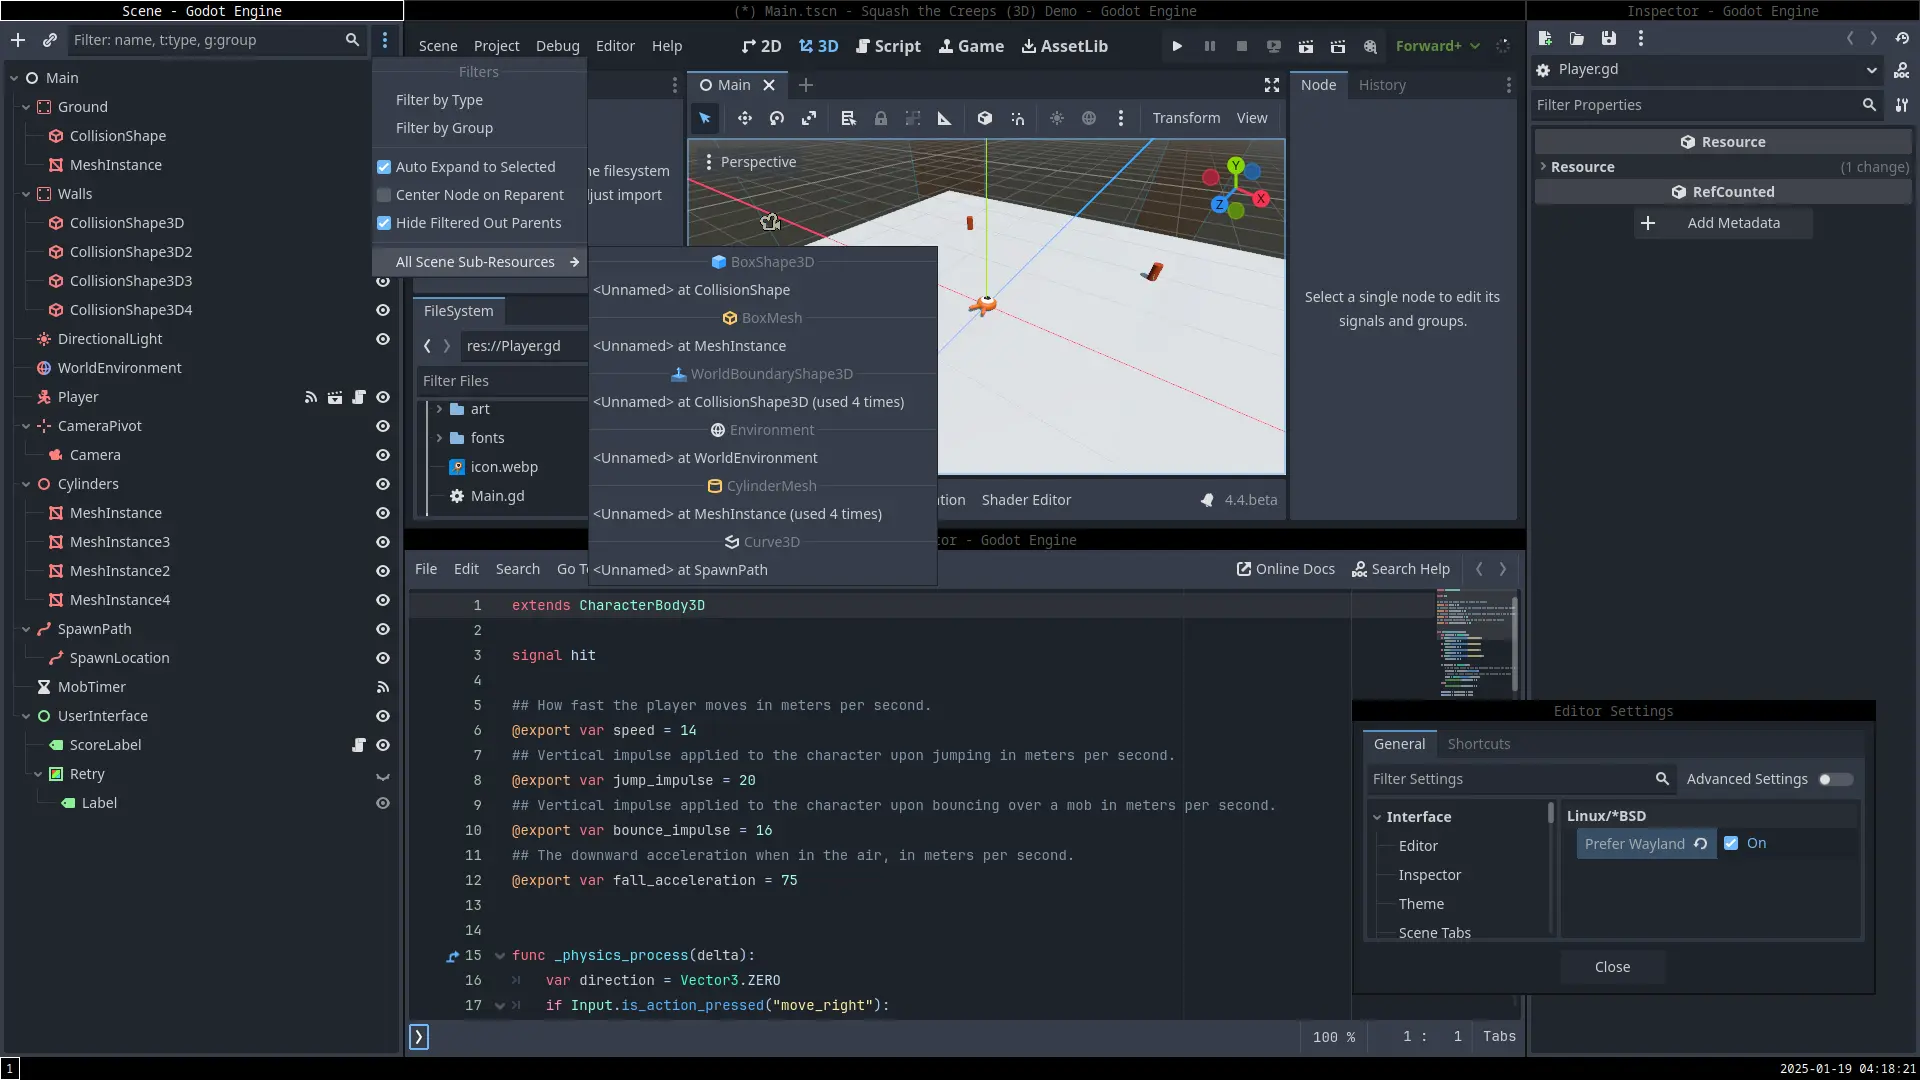 Scene - Godot Engine
Filter: name, t:type, g:group
Main
Ground
CollisionShape
MeshInstance
Walls
CollisionShape3D
CollisionShape3D2
CollisionShape3D3
CollisionShape3D4
DirectionalLight
WorldEnvironment
Player
CameraPivot
Camera
Cylinders
MeshInstance
MeshInstance3
MeshInstance2
MeshInstance4
SpawnPath
SpawnLocation
MobTimer
UserInterface
ScoreLabel
Retry
Label
Filters
Filter by Type
Filter by Group
Auto Expand to Selected
Center Node on Reparent
Hide Filtered Out Parents
All Scene Sub-Resources
BoxShape3D
<Unnamed> at CollisionShape
BoxMesh
<Unnamed> at MeshInstance
WorldBoundaryShape3D
<Unnamed> at CollisionShape3D (used 4 times)
Environment
<Unnamed> at WorldEnvironment
CylinderMesh
<Unnamed> at MeshInstance (used 4 times)
Curve3D
<Unnamed> at SpawnPath
(*) Main.tscn - Squash the Creeps (3D) Demo - Godot Engine
Scene Project Debug Editor Help
2D 3D Script Game AssetLib
Forward+
Main
Transform View
Perspective
filesystem
just import
FileSystem
res://Player.gd
Filter Files
art
fonts
icon.webp
Main.gd
Shader Editor
4.4.beta
Node History
Select a single node to edit its
signals and groups.
- Godot Engine
File Edit Search Go
Online Docs Search Help
1 extends CharacterBody3D
2
3 signal hit
4
5 ## How fast the player moves in meters per second.
6 @export var speed = 14
7 ## Vertical impulse applied to the character upon jumping in meters per second.
8 @export var jump_impulse = 20
9 ## Vertical impulse applied to the character upon bouncing over a mob in meters per second.
10 @export var bounce_impulse = 16
11 ## The downward acceleration when in the air, in meters per second.
12 @export var fall_acceleration = 75
13
14
15 func _physics_process(delta):
16 var direction = Vector3.ZERO
17 if Input.is_action_pressed("move_right"):
100 % 1 : 1 Tabs
Inspector - Godot Engine
Player.gd
Filter Properties
Resource
Resource (1 change)
RefCounted
Add Metadata
Editor Settings
General Shortcuts
Filter Settings
Advanced Settings
Interface
Editor
Inspector
Theme
Scene Tabs
Linux/*BSD
Prefer Wayland On
Close
1
2025-01-19 04:18:21